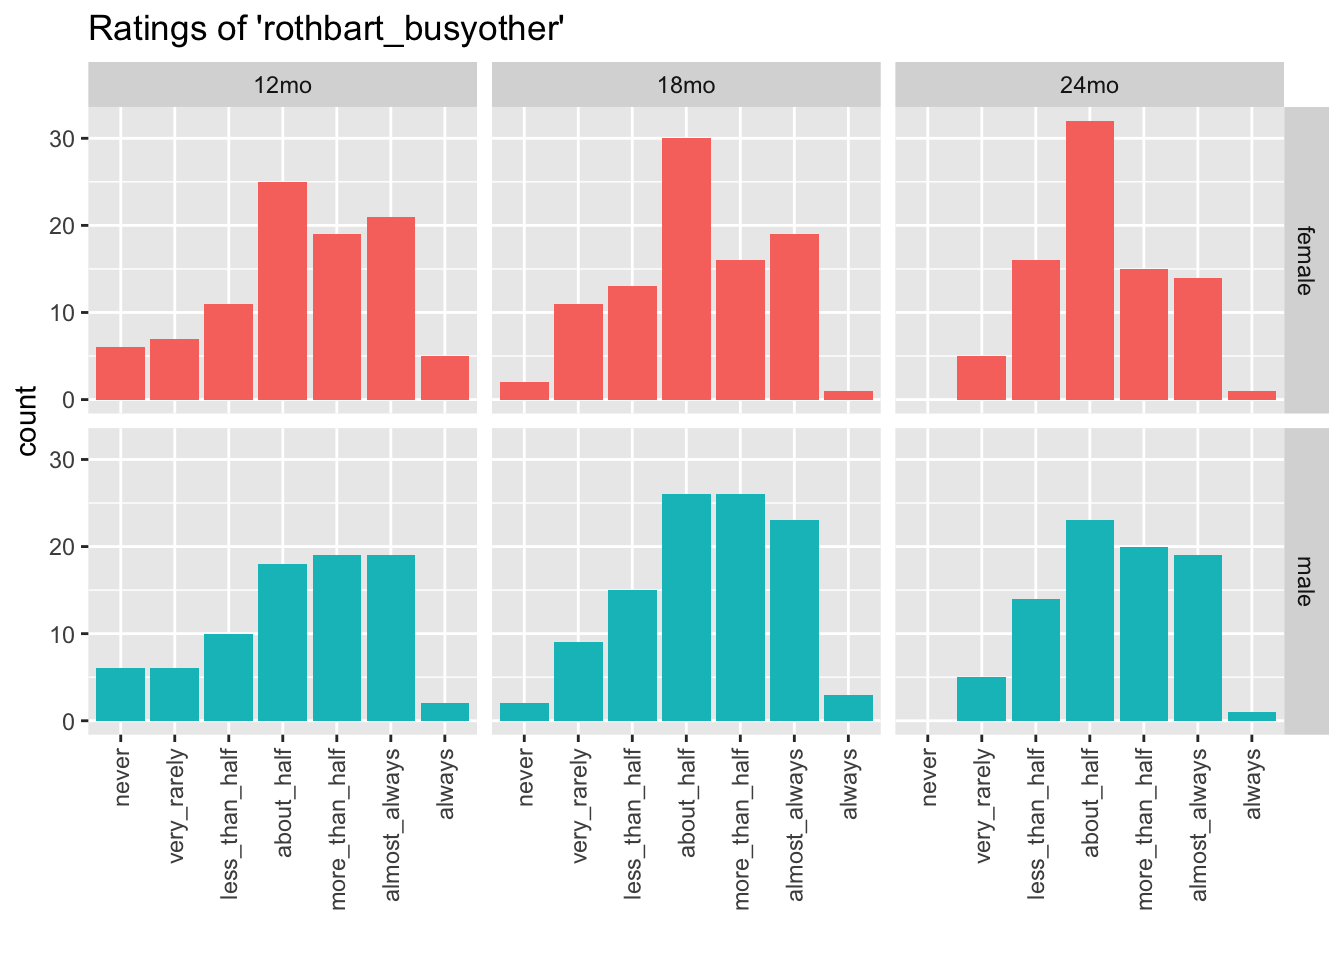 Ratings of 'rothbart_busyother'
12mo
18mo
24mo
30
20
10
0
female
count
30
20
10
0
male
never
very_rarely
less_than_half
about_half
more_than_half
almost_always
always
never
very_rarely
less_than_half
about_half
more_than_half
almost_always
always
never
very_rarely
less_than_half
about_half
more_than_half
almost_always
always